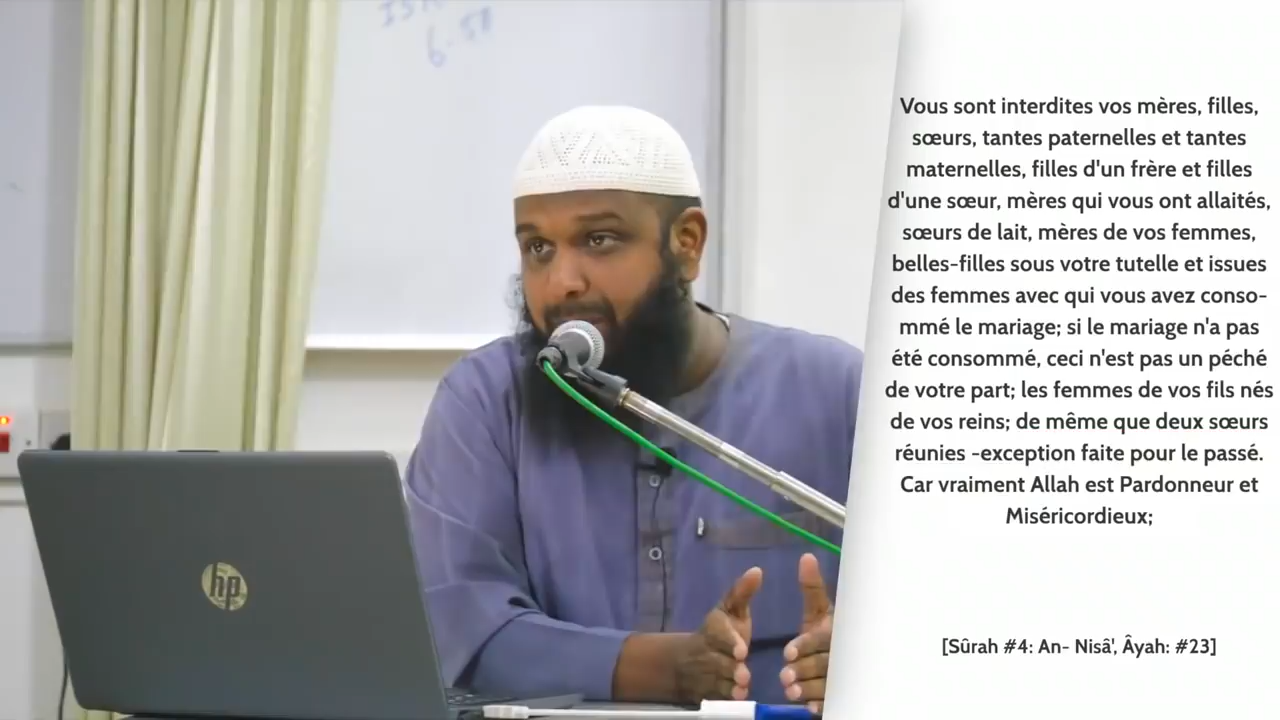 6-
hp
Vous sont interdites vos mères, filles,
sœurs, tantes paternelles et tantes
maternelles, filles d'un frère et filles
d'une sœur, mères qui vous ont allaités,
sœurs de lait, mères de vos femmes,
belles-filles sous votre tutelle et issues
des femmes avec qui vous avez conso-
mmé le mariage; si le mariage n'a pas
été consommé, ceci n'est pas un péché
de votre part; les femmes de vos fils nés
de vos reins; de même que deux sœurs
réunies -exception faite pour le passé.
Car vraiment Allah est Pardonneur et
Miséricordieux;
[Sûrah #4: An- Nisâ', Âyah: #23]